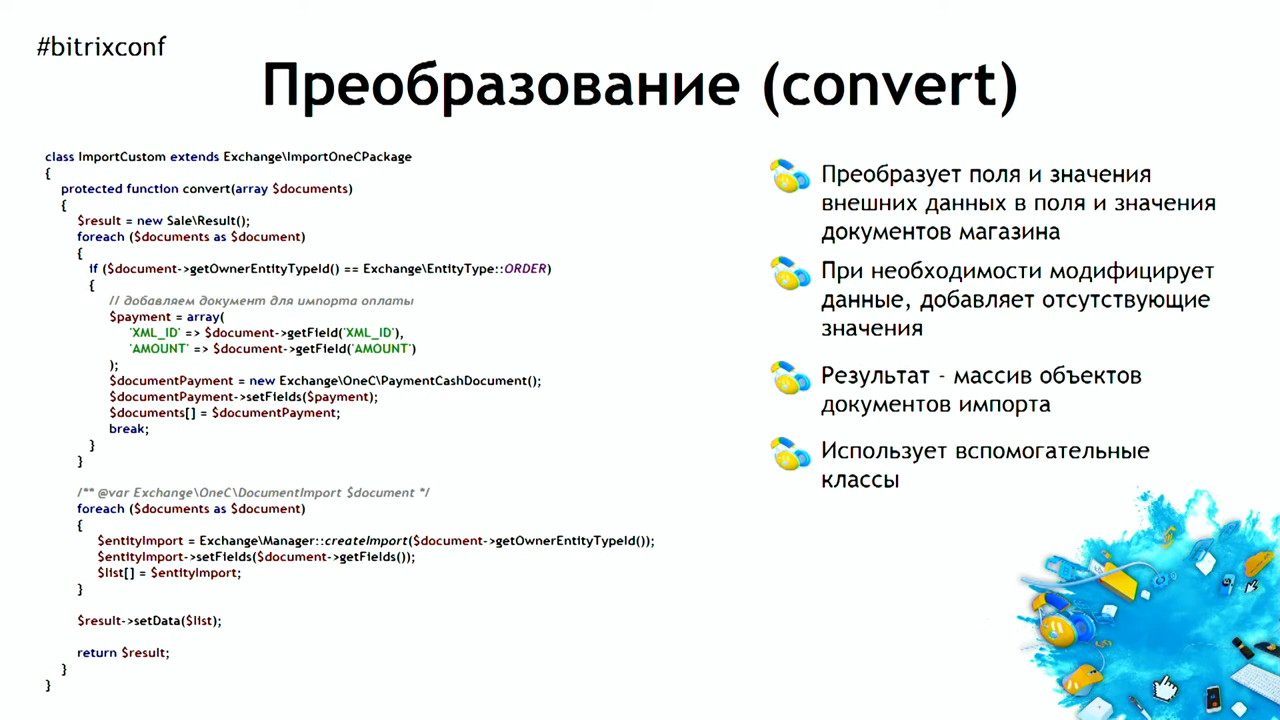 #bitrixconf
Преобразование (convert)
class ImportCustom extends Exchange\ImportOneCPackage
{
protected function convert(array $documents)
{
$result = new Sale\Result();
foreach ($documents as $document)
{
if ($document->getOwnerEntityTypeId() == Exchange\EntityType::ORDER)
{
// добавляем документ для импорта оплаты
$payment = array(
'XML_ID' => $document->getField('XML_ID'),
'AMOUNT' => $document->getField('AMOUNT')
);
$documentPayment = new Exchange\OneC\PaymentCashDocument();
$documentPayment->setFields($payment);
$documents[] = $documentPayment;
break;
}
}
/** @var Exchange\OneC\DocumentImport $document */
foreach ($documents as $document)
{
$entityImport = Exchange\Manager::createImport($document->getOwnerEntityTypeId());
$entityImport->setFields($document->getFields());
$list[] = $entityImport;
}
$result->setData($list);
return $result;
}
}
Преобразует поля и значения
внешних данных в поля и значения
документов магазина
При необходимости модифицирует
данные, добавляет отсутствующие
значения
Результат - массив объектов
документов импорта
Использует вспомогательные
классы